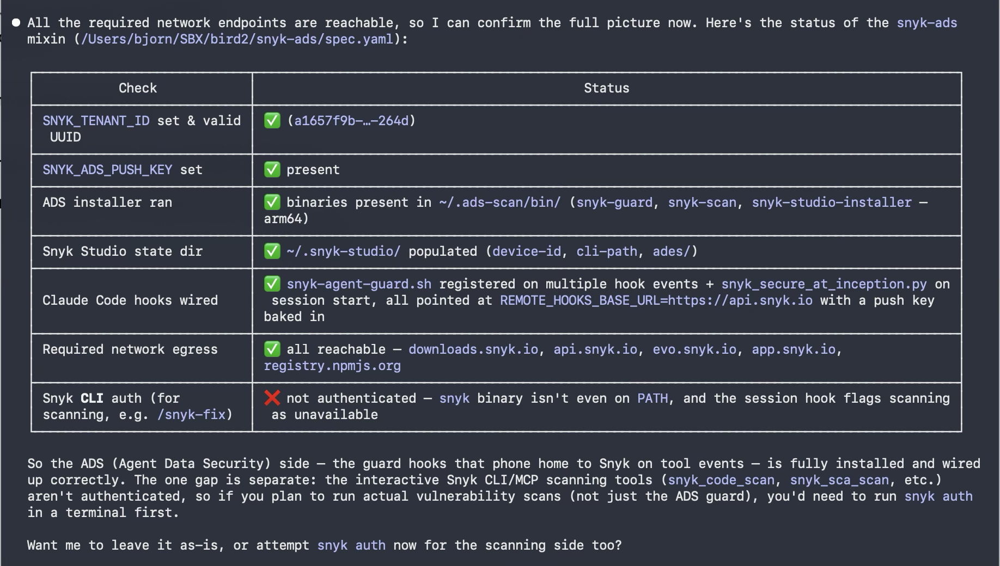 ● All the required network endpoints are reachable, so I can confirm the full picture now. Here's the status of the snyk-ads
mixin (/Users/bjorn/SBX/bird2/snyk-ads/spec.yaml):
Check Status
SNYK_TENANT_ID set & valid ✅ (a1657f9b-…-264d)
UUID
SNYK_ADS_PUSH_KEY set ✅ present
ADS installer ran ✅ binaries present in ~/.ads-scan/bin/ (snyk-guard, snyk-scan, snyk-studio-installer —
arm64)
Snyk Studio state dir ✅ ~/.snyk-studio/ populated (device-id, cli-path, ades/)
✅ snyk-agent-guard.sh registered on multiple hook events + snyk_secure_at_inception.py on
Claude Code hooks wired session start, all pointed at REMOTE_HOOKS_BASE_URL=https://api.snyk.io with a push key
baked in
Required network egress ✅ all reachable — downloads.snyk.io, api.snyk.io, evo.snyk.io, app.snyk.io,
registry.npmjs.org
Snyk CLI auth (for ❌ not authenticated — snyk binary isn't even on PATH, and the session hook flags scanning
scanning, e.g. /snyk-fix) as unavailable
So the ADS (Agent Data Security) side — the guard hooks that phone home to Snyk on tool events — is fully installed and wired
up correctly. The one gap is separate: the interactive Snyk CLI/MCP scanning tools (snyk_code_scan, snyk_sca_scan, etc.)
aren't authenticated, so if you plan to run actual vulnerability scans (not just the ADS guard), you'd need to run snyk auth
in a terminal first.
Want me to leave it as-is, or attempt snyk auth now for the scanning side too?